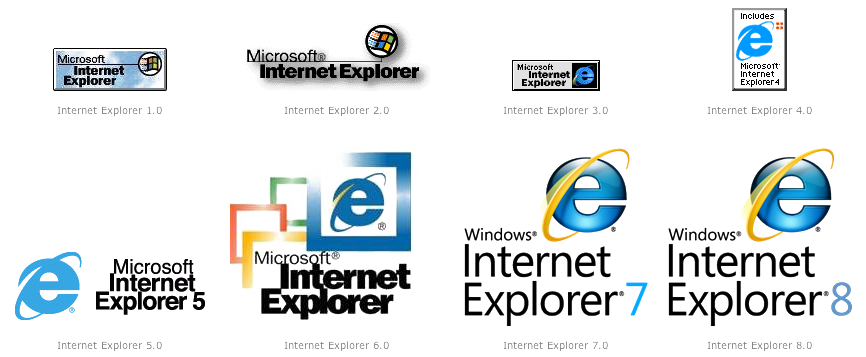 Microsoft
Internet
Explorer
Internet Explorer 1.0
Microsoft®
Internet Explorer
Internet Explorer 2.0
Microsoft
Internet
Explorer
Internet Explorer 3.0
Includes
Microsoft
Internet
Explorer4
Internet Explorer 4.0
®
Microsoft
Internet
Explorer 5
Internet Explorer 5.0
®
Microsoft®
Internet
Explorer
Internet Explorer 6.0
®
Windows®
Internet
Explorer®7
Internet Explorer 7.0
®
Windows®
Internet
Explorer®8
Internet Explorer 8.0